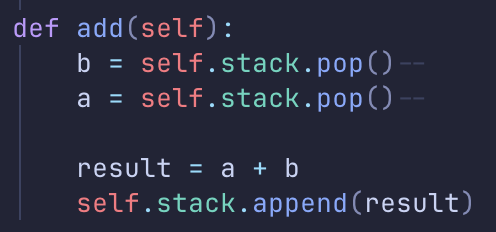 def add(self):
    b = self.stack.pop()--
    a = self.stack.pop()--

    result = a + b
    self.stack.append(result)